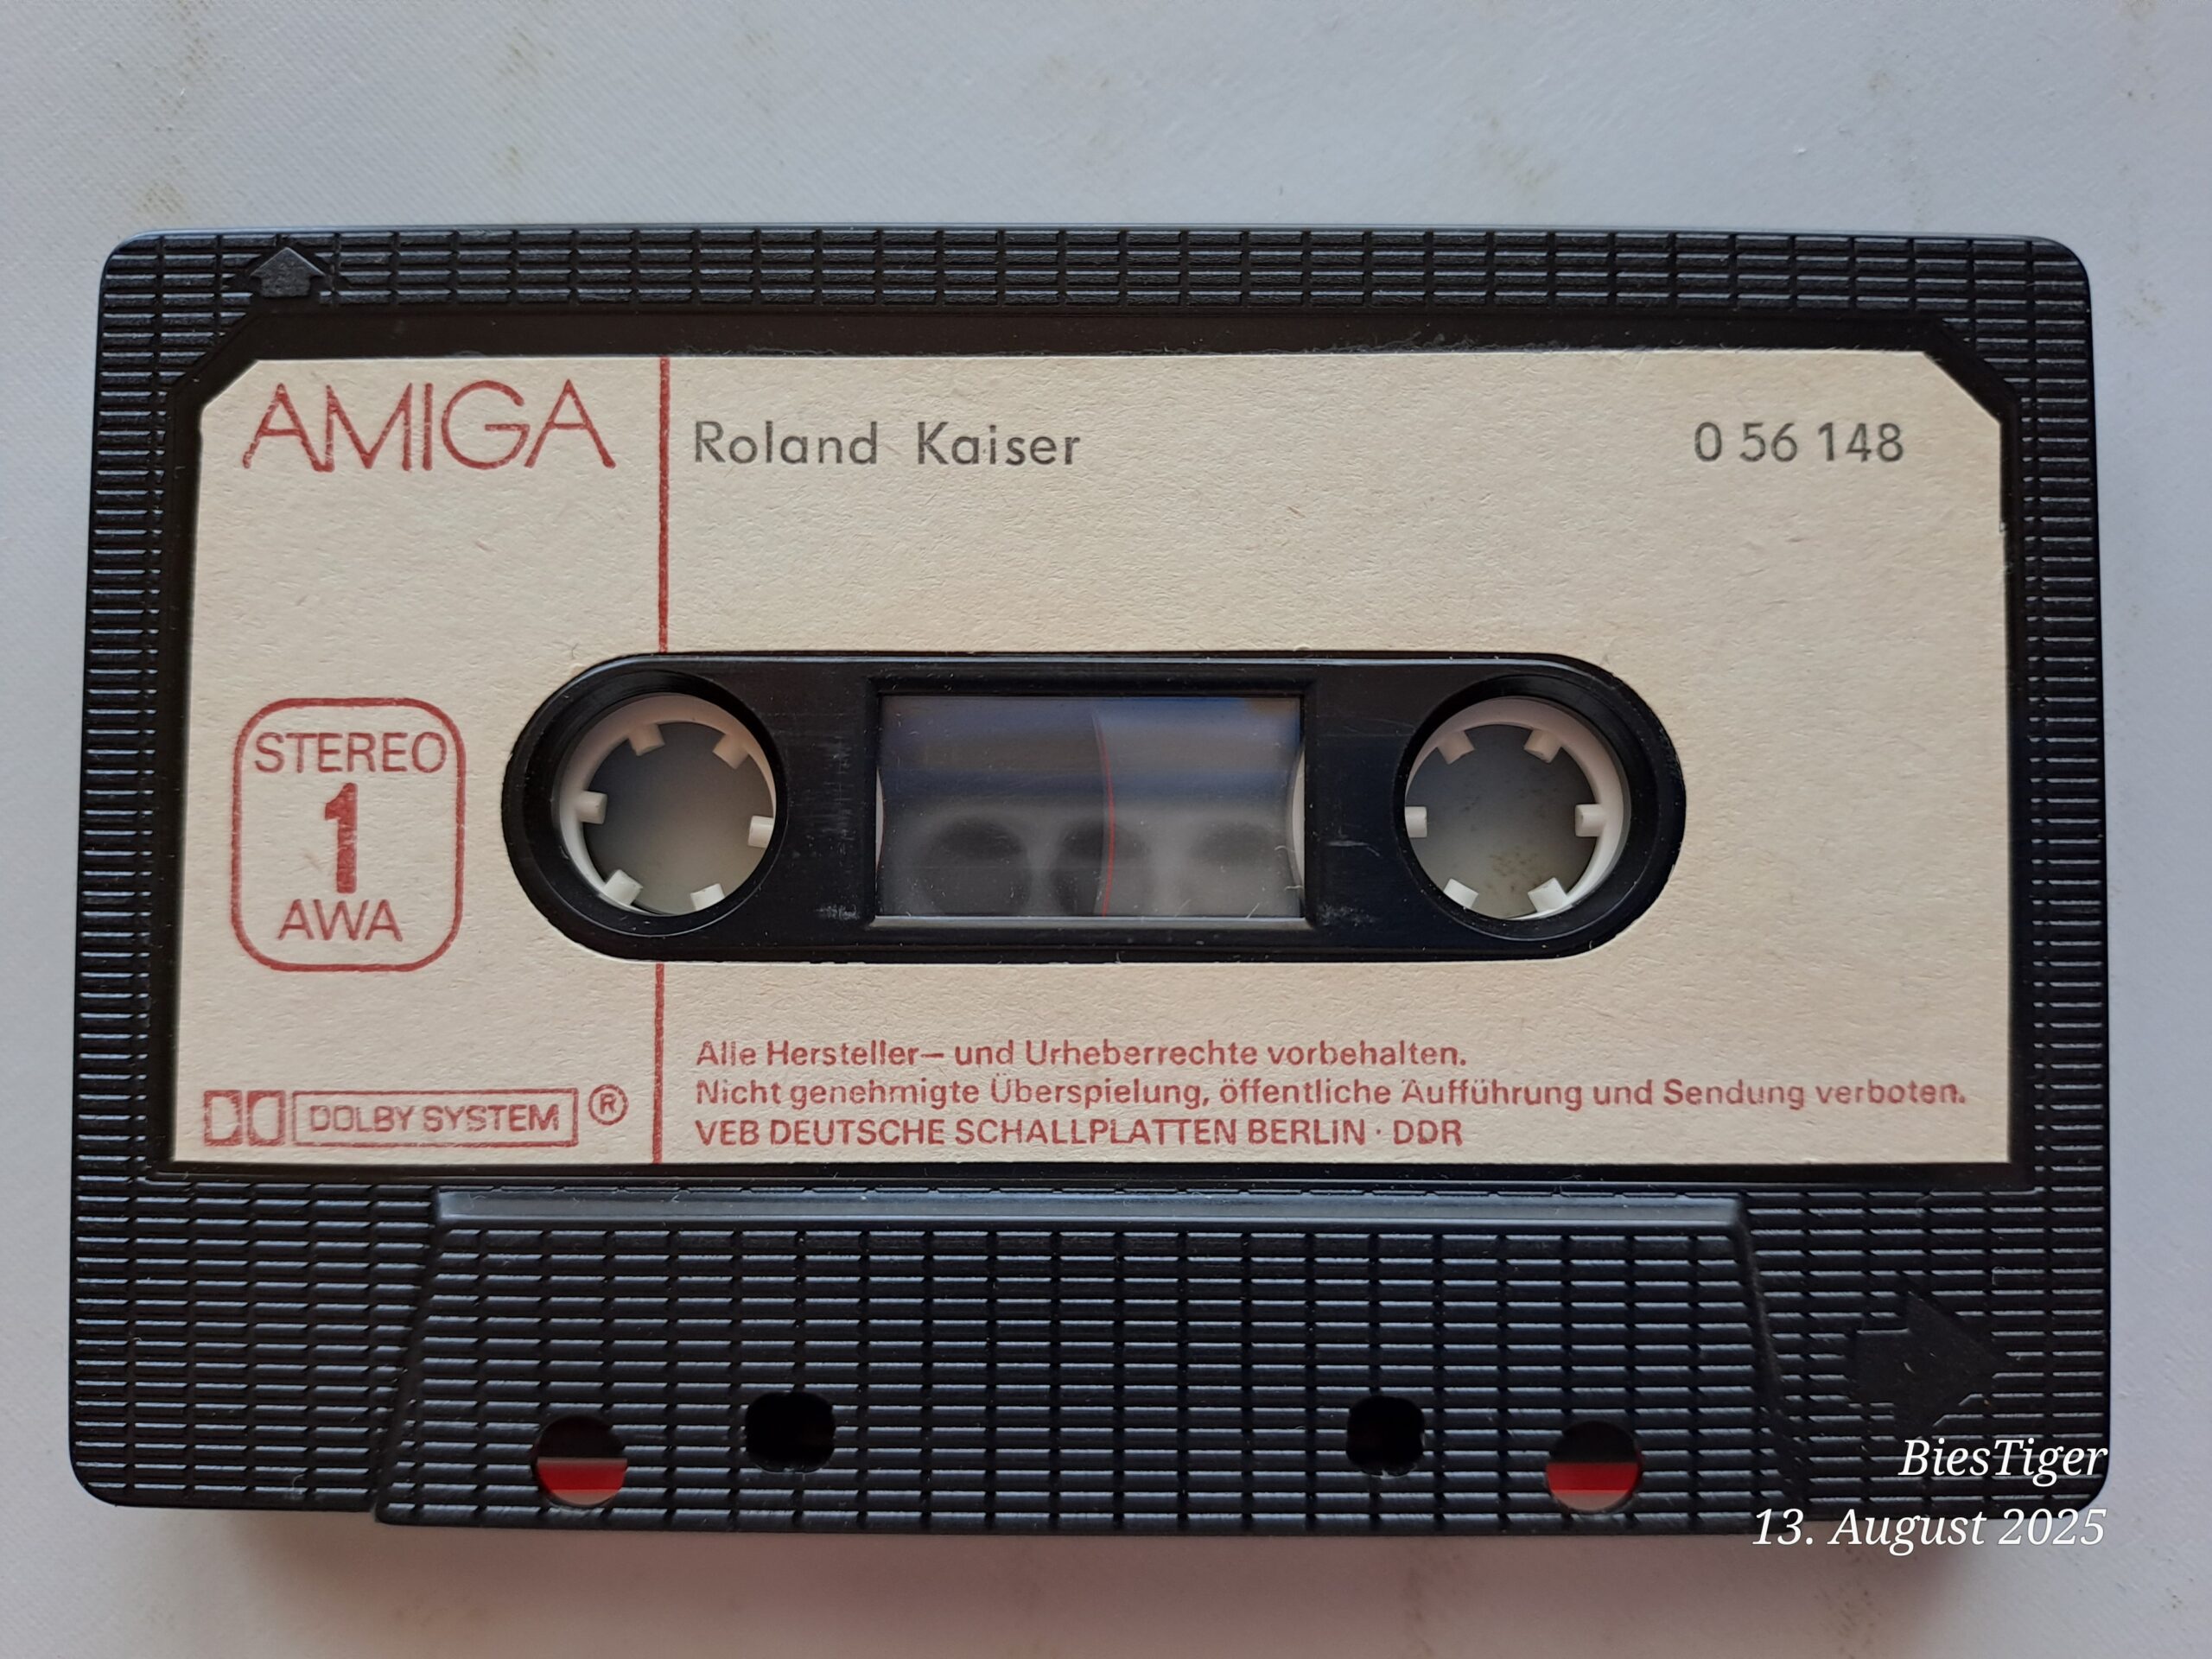 AMIGA
Roland Kaiser
0 56 148
STEREO
1
AWA
DOLBY SYSTEM ®
Alle Hersteller- und Urheberrechte vorbehalten.
Nicht genehmigte Überspielung, öffentliche Aufführung und Sendung verboten.
VEB DEUTSCHE SCHALLPLATTEN BERLIN · DDR
BiesTiger
13. August 2025